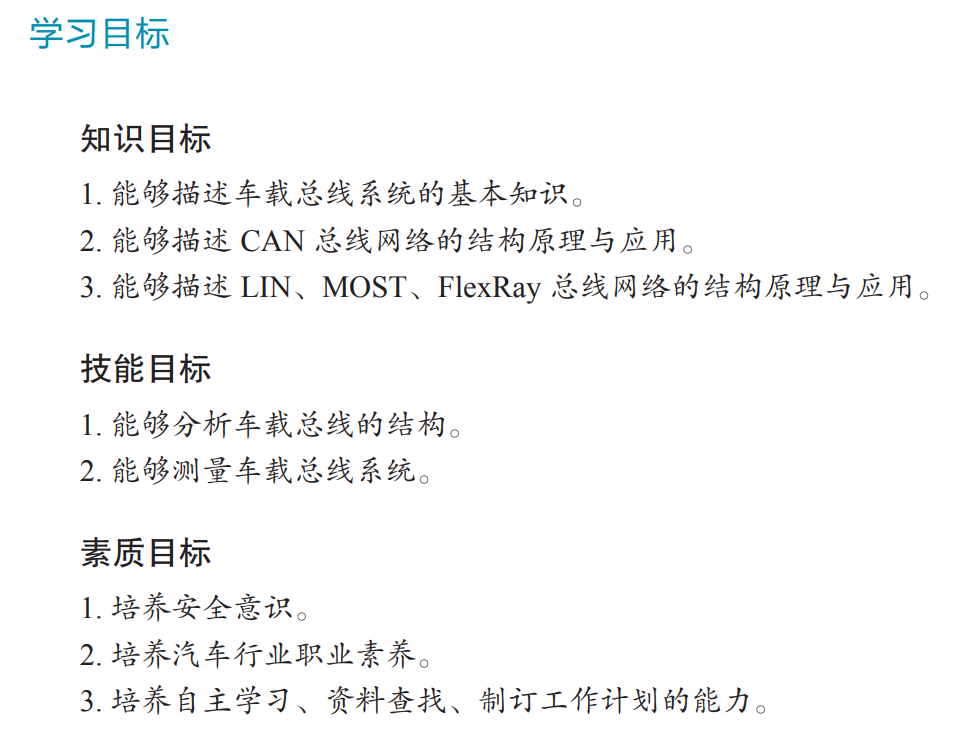 学习目标
知识目标
1. 能够描述车载总线系统的基本知识。
2. 能够描述 CAN 总线网络的结构原理与应用。
3. 能够描述 LIN、MOST、FlexRay 总线网络的结构原理与应用。
技能目标
1. 能够分析车载总线的结构。
2. 能够测量车载总线系统。
素质目标
1. 培养安全意识。
2. 培养汽车行业职业素养。
3. 培养自主学习、资料查找、制订工作计划的能力。